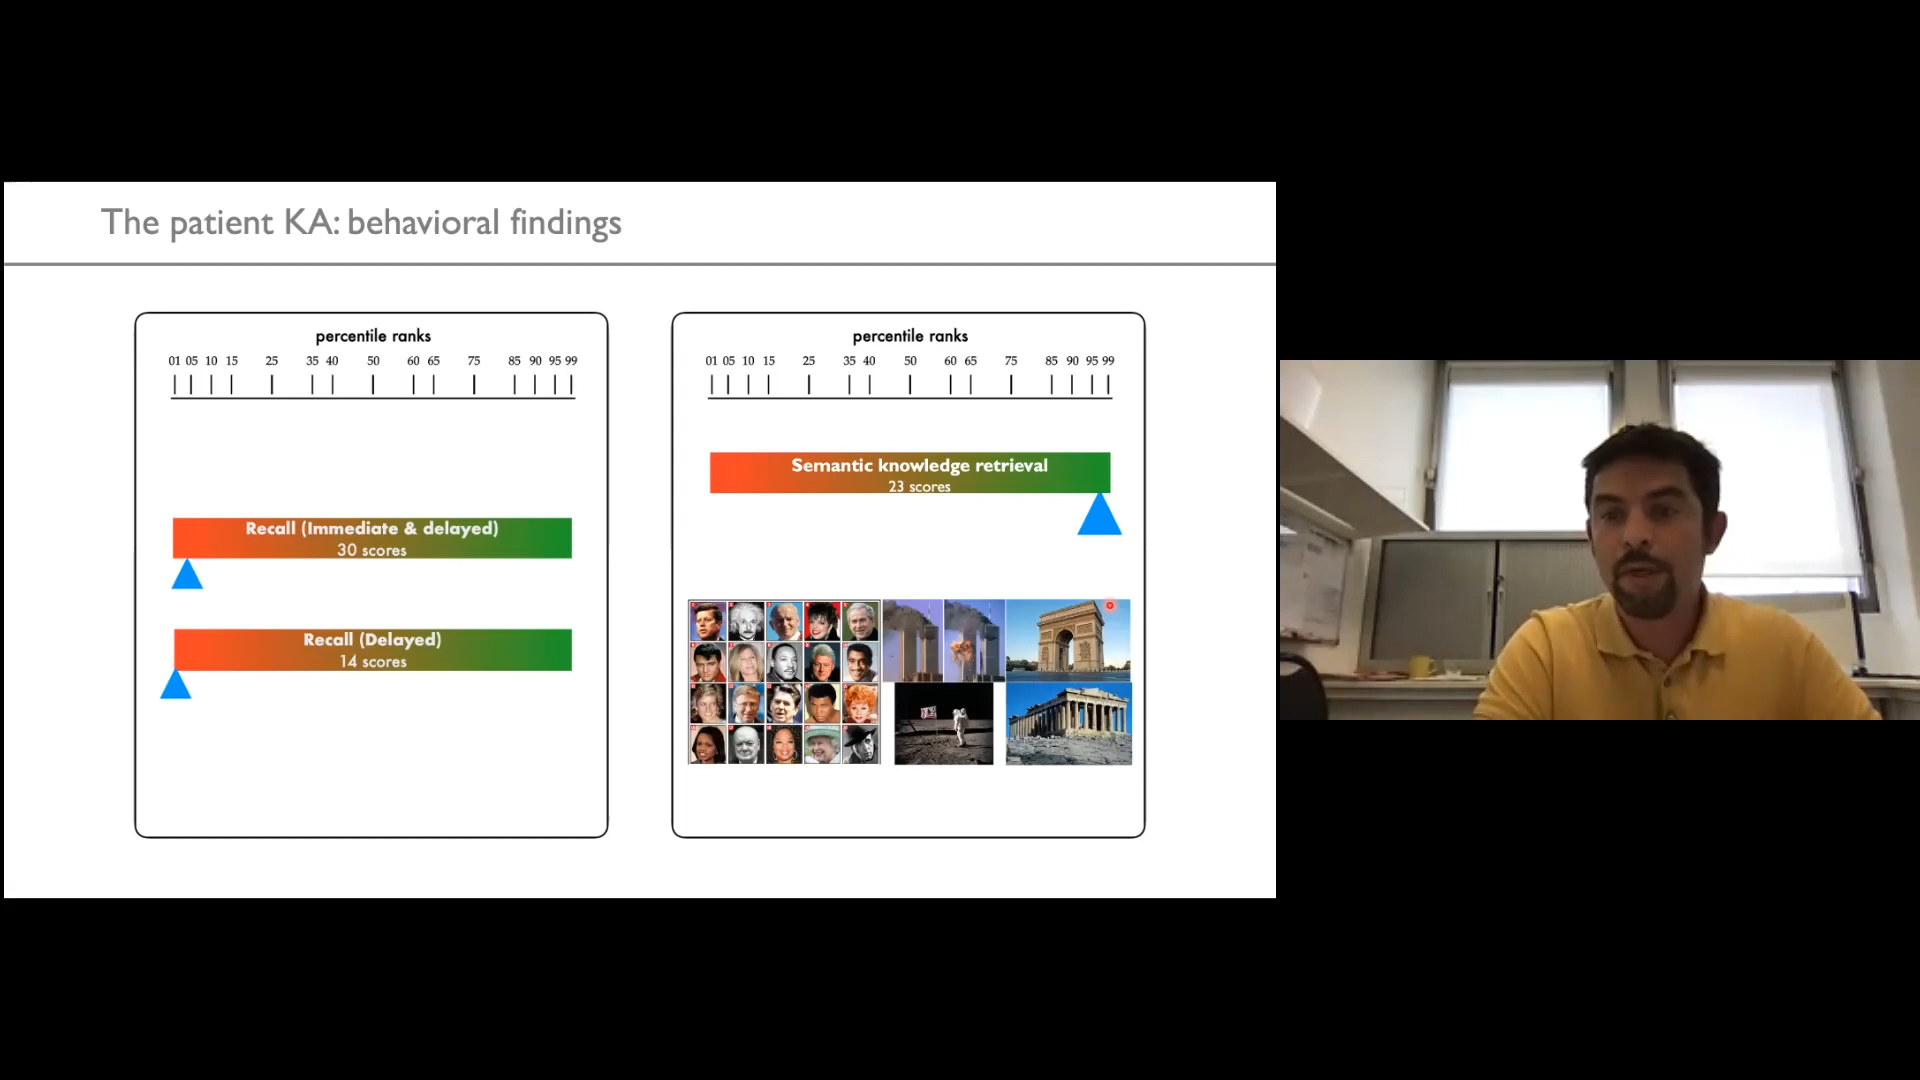 The patient KA: behavioral findings
percentile ranks
01 05 10 15 25 35 40 50 60 65 75 85 90 95 99
Recall (Immediate & delayed)
30 scores
Recall (Delayed)
14 scores
percentile ranks
01 05 10 15 25 35 40 50 60 65 75 85 90 95 99
Semantic knowledge retrieval
23 scores